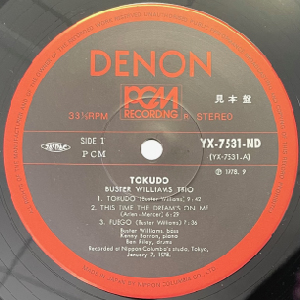 DENON
PCM
RECORDING
見本盤
33⅓RPM
STEREO
SIDE 1
PCM
YX-7531-ND
(YX-7531-A)
℗ 1978. 9
TOKUDO
BUSTER WILLIAMS TRIO
1. TOKUDO (Buster Williams) 9:42
2. THIS TIME THE DREAM'S ON ME
(Arlen-Mercer) 6:29
3. FUEGO (Buster Williams) 7:36
Buster Williams, bass
Kenny Barron, piano
Ben Riley, drums
Recorded at Nippon Columbia's studio, Tokyo,
January 7, 1978.